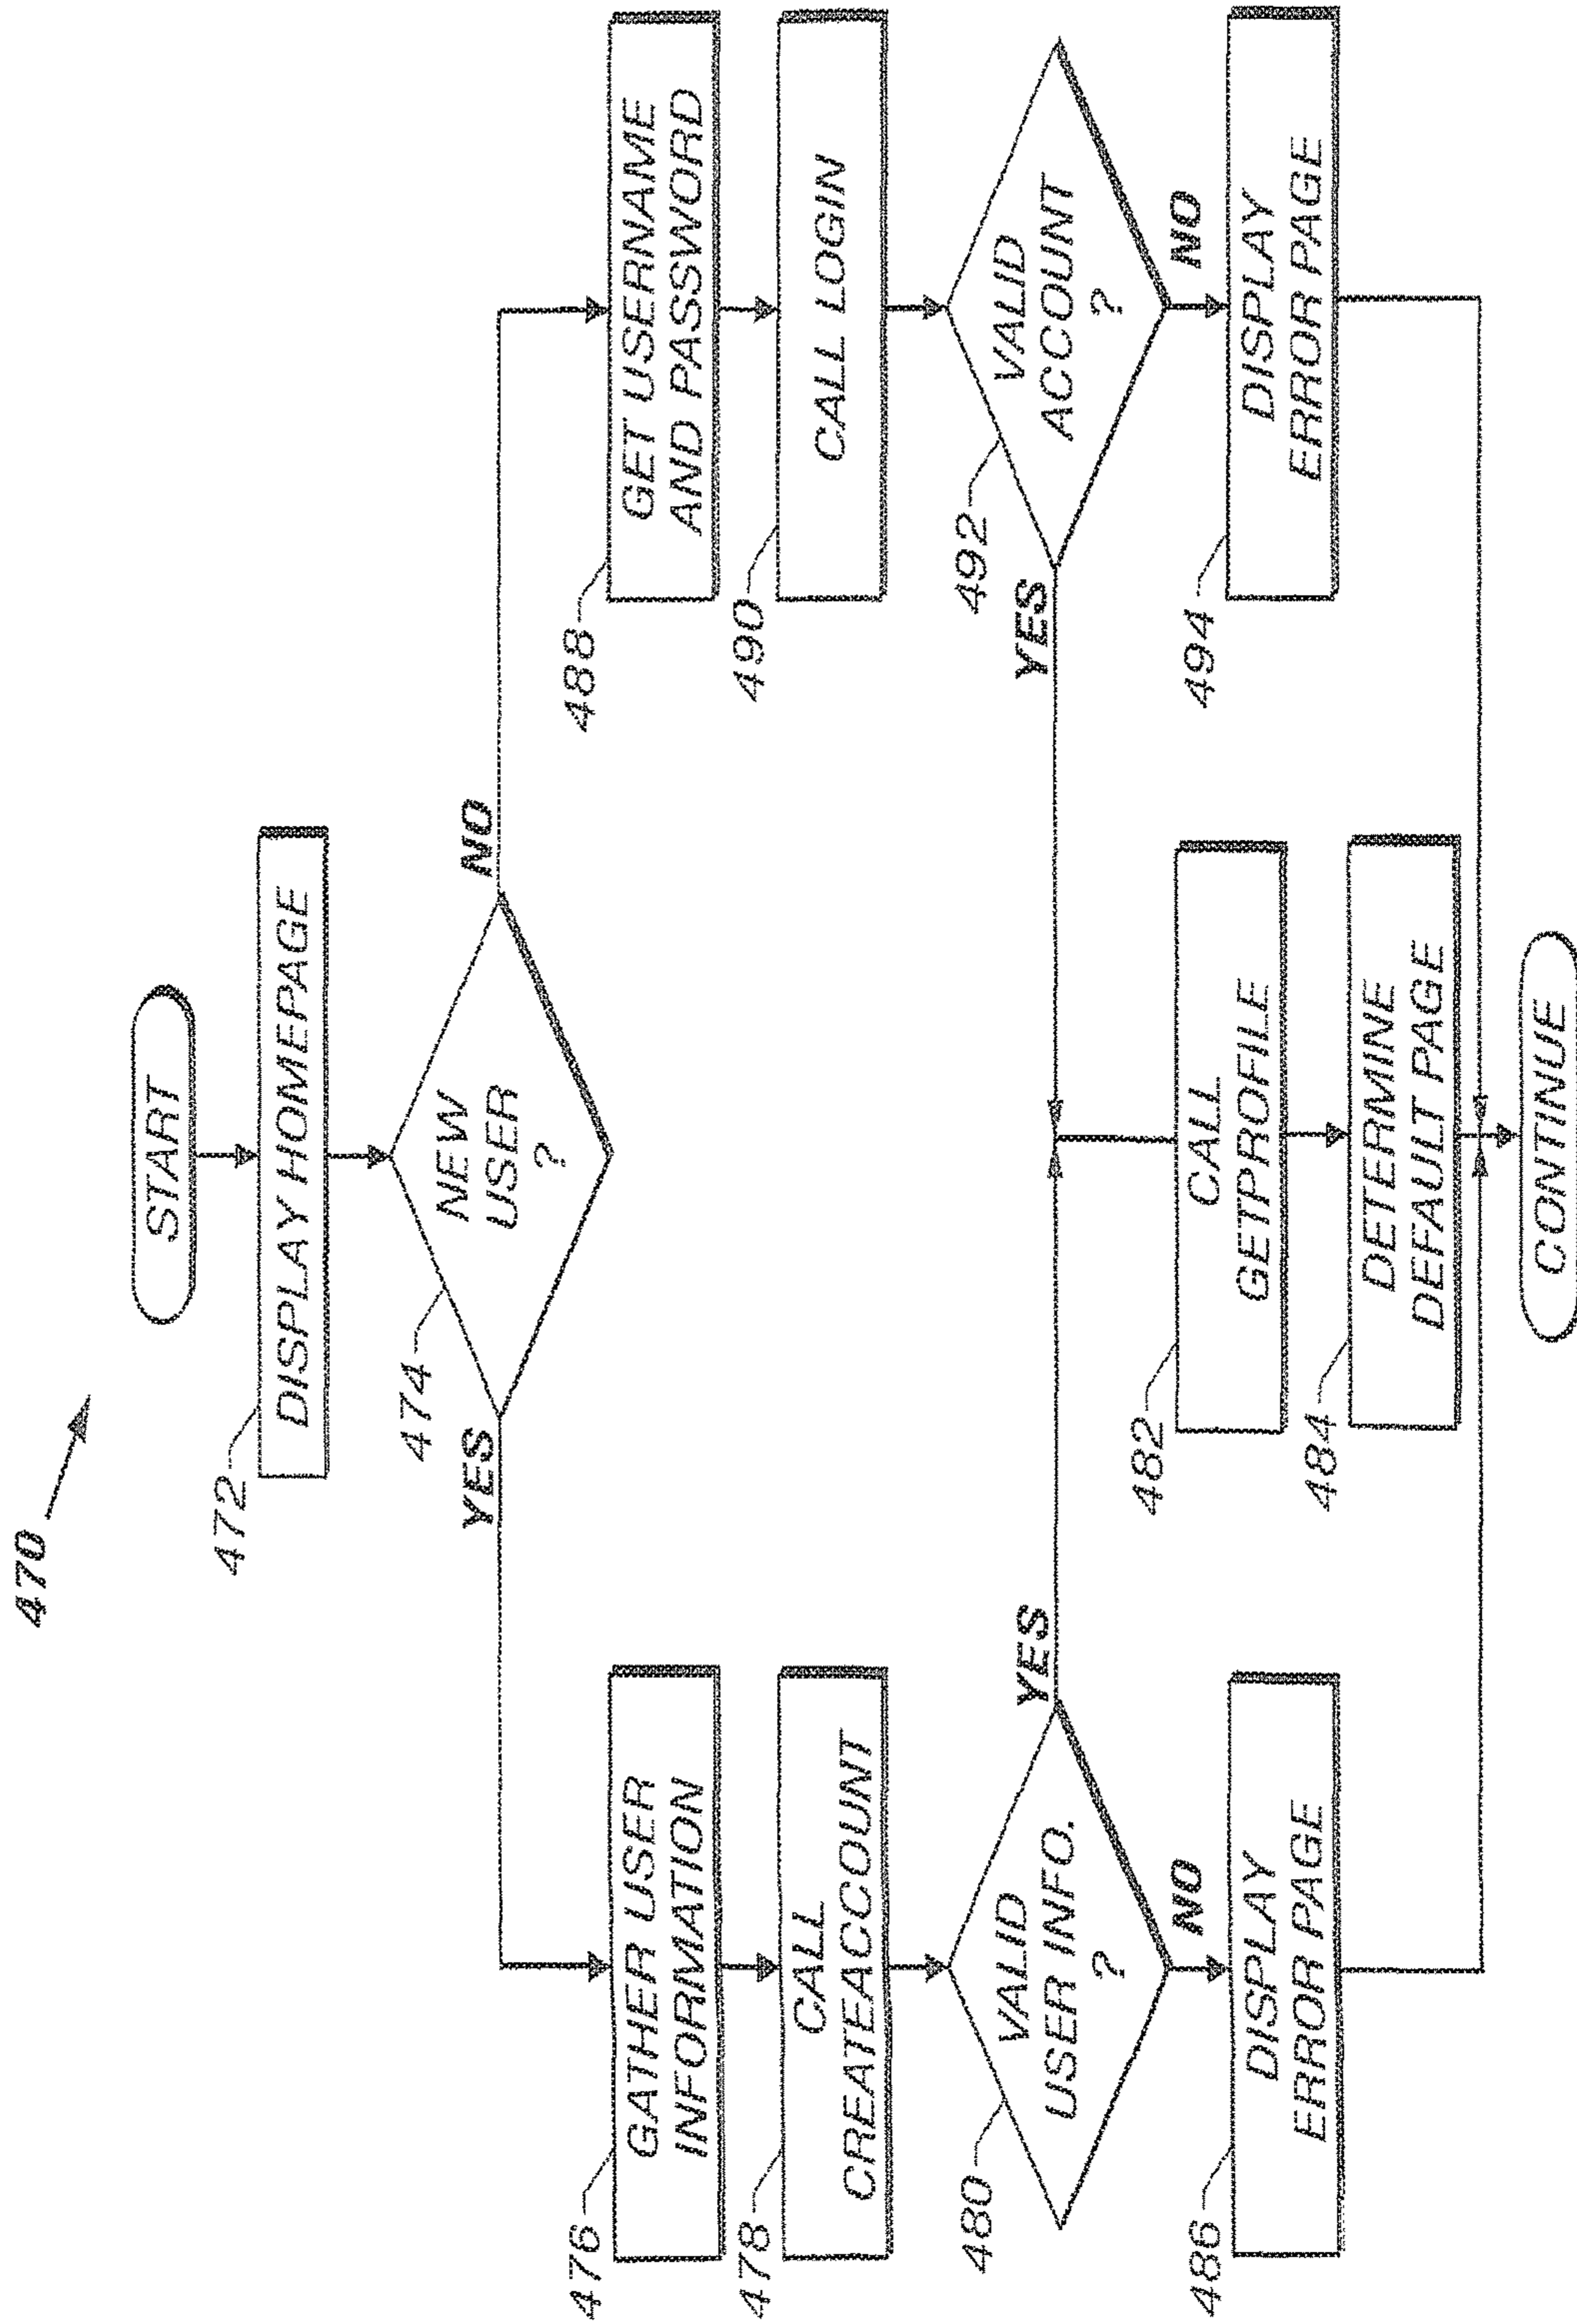 470
START
472
DISPLAY HOMEPAGE
474
NEW
USER
?
YES
NO
476
GATHER USER
INFORMATION
488
GET USERNAME
AND PASSWORD
478
CALL
CREATEACCOUNT
490
CALL LOGIN
480
VALID
USER INFO.
?
YES
YES
492
VALID
ACCOUNT
?
NO
NO
486
DISPLAY
ERROR PAGE
482
CALL
GETPROFILE
494
DISPLAY
ERROR PAGE
484
DETERMINE
DEFAULT PAGE
CONTINUE